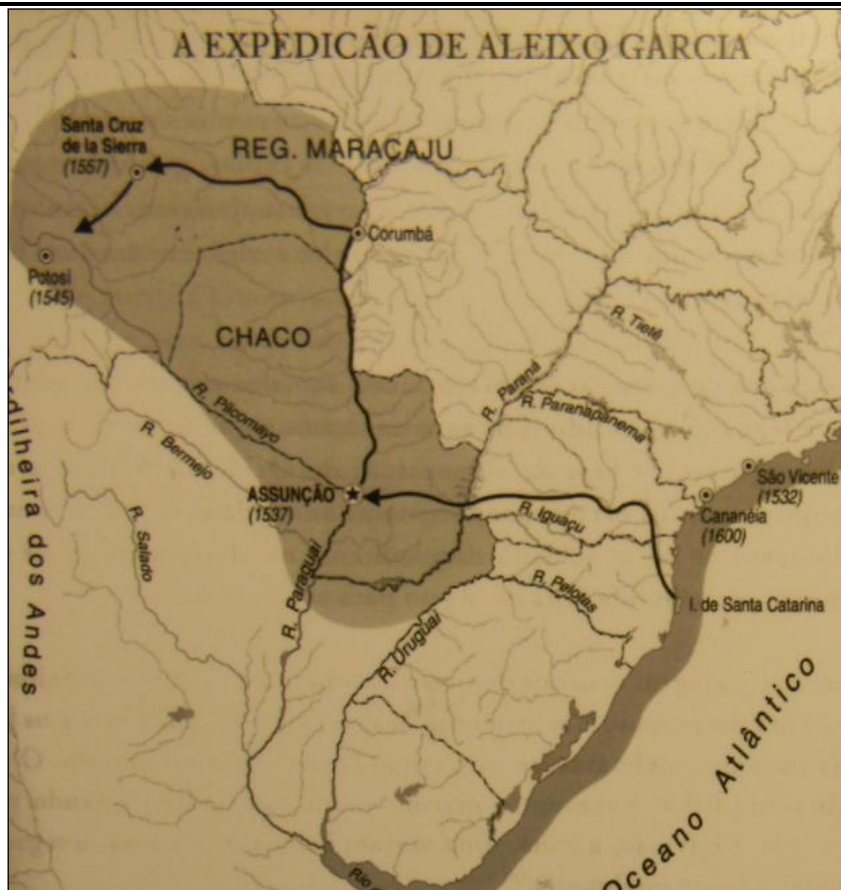 A EXPEDICÃO DE ALEIXO GARCIA
Santa Cruz
de la Sierra
(1557)
REG. MARACAJU
Corumbá
Potosí
(1545)
CHACO
R. Tietê
R. Paraná
R. Paranapanema
R. Pilcomayo
R. Bermejo
ASSUNÇÃO
(1537)
São Vicente
(1532)
Cananéia
(1600)
R. Iguaçu
R. Salado
R. Paraguai
R. Pelotas
I. de Santa Catarina
R. Uruguai
dilheira dos Andes
Oceano Atlântico
Rio